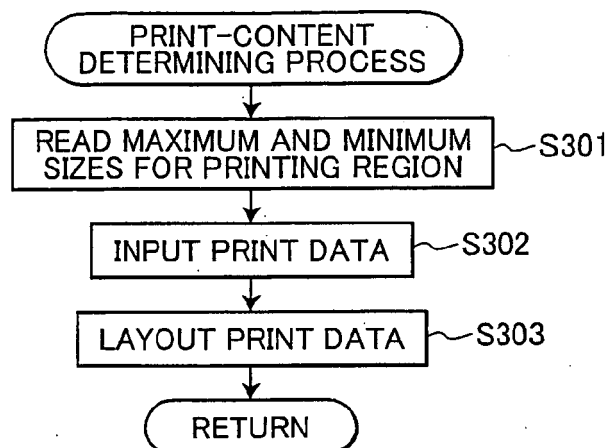 PRINT-CONTENT
DETERMINING PROCESS
READ MAXIMUM AND MINIMUM
SIZES FOR PRINTING REGION
S301
INPUT PRINT DATA
S302
LAYOUT PRINT DATA
S303
RETURN